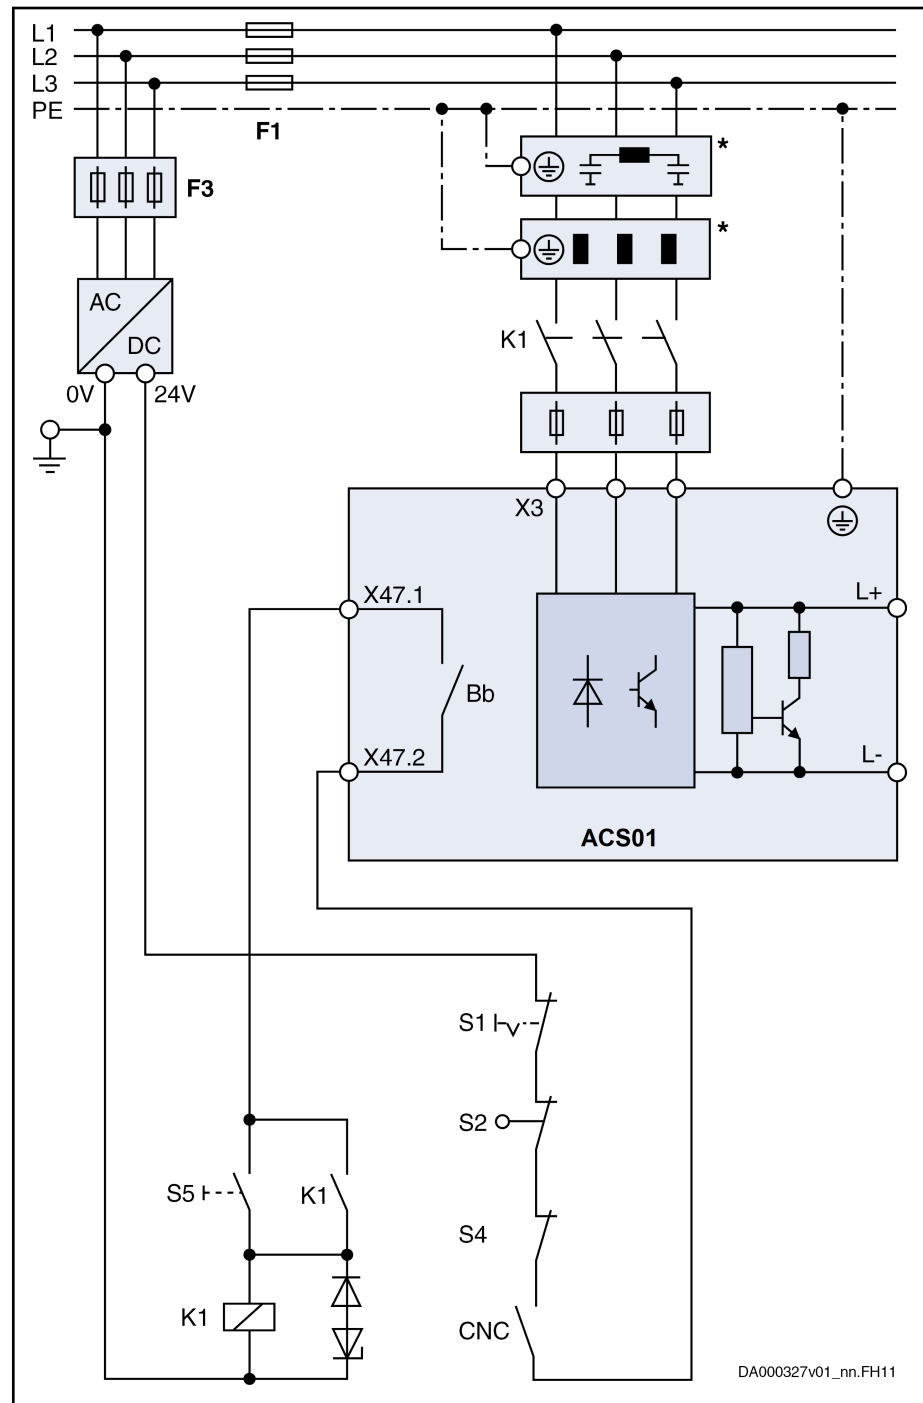 L1
L2
L3
PE
F1
*
F3
*
AC
DC
K1
0V
24V
X3
X47.1
L+
Bb
X47.2
L-
ACS01
S1
S2
S5
K1
S4
K1
CNC
DA000327v01_nn.FH11